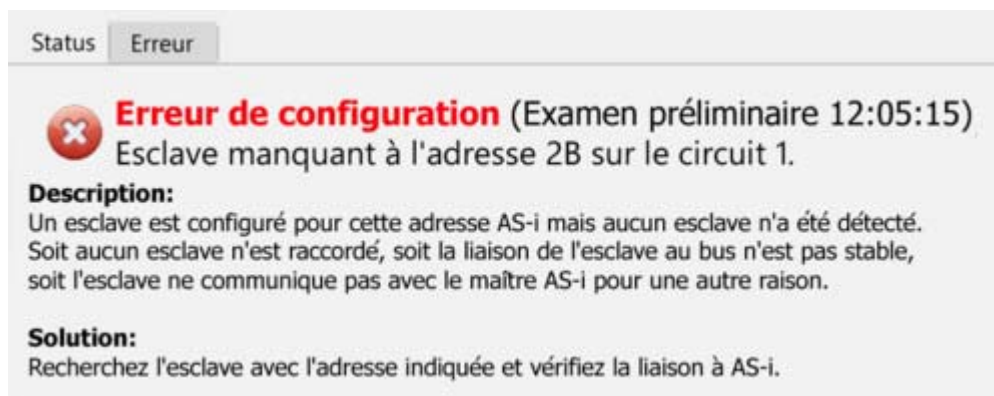 Status Erreur
Erreur de configuration (Examen préliminaire 12:05:15)
Esclave manquant à l'adresse 2B sur le circuit 1.
Description:
Un esclave est configuré pour cette adresse AS-i mais aucun esclave n'a été détecté.
Soit aucun esclave n'est raccordé, soit la liaison de l'esclave au bus n'est pas stable,
soit l'esclave ne communique pas avec le maître AS-i pour une autre raison.
Solution:
Recherchez l'esclave avec l'adresse indiquée et vérifiez la liaison à AS-i.